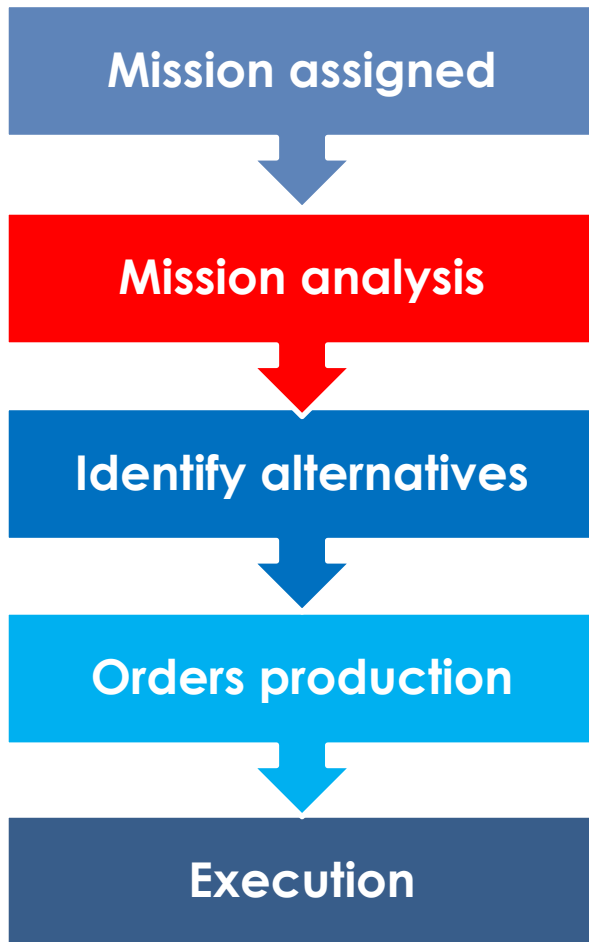 Mission assigned
Mission analysis
Identify alternatives
Orders production
Execution